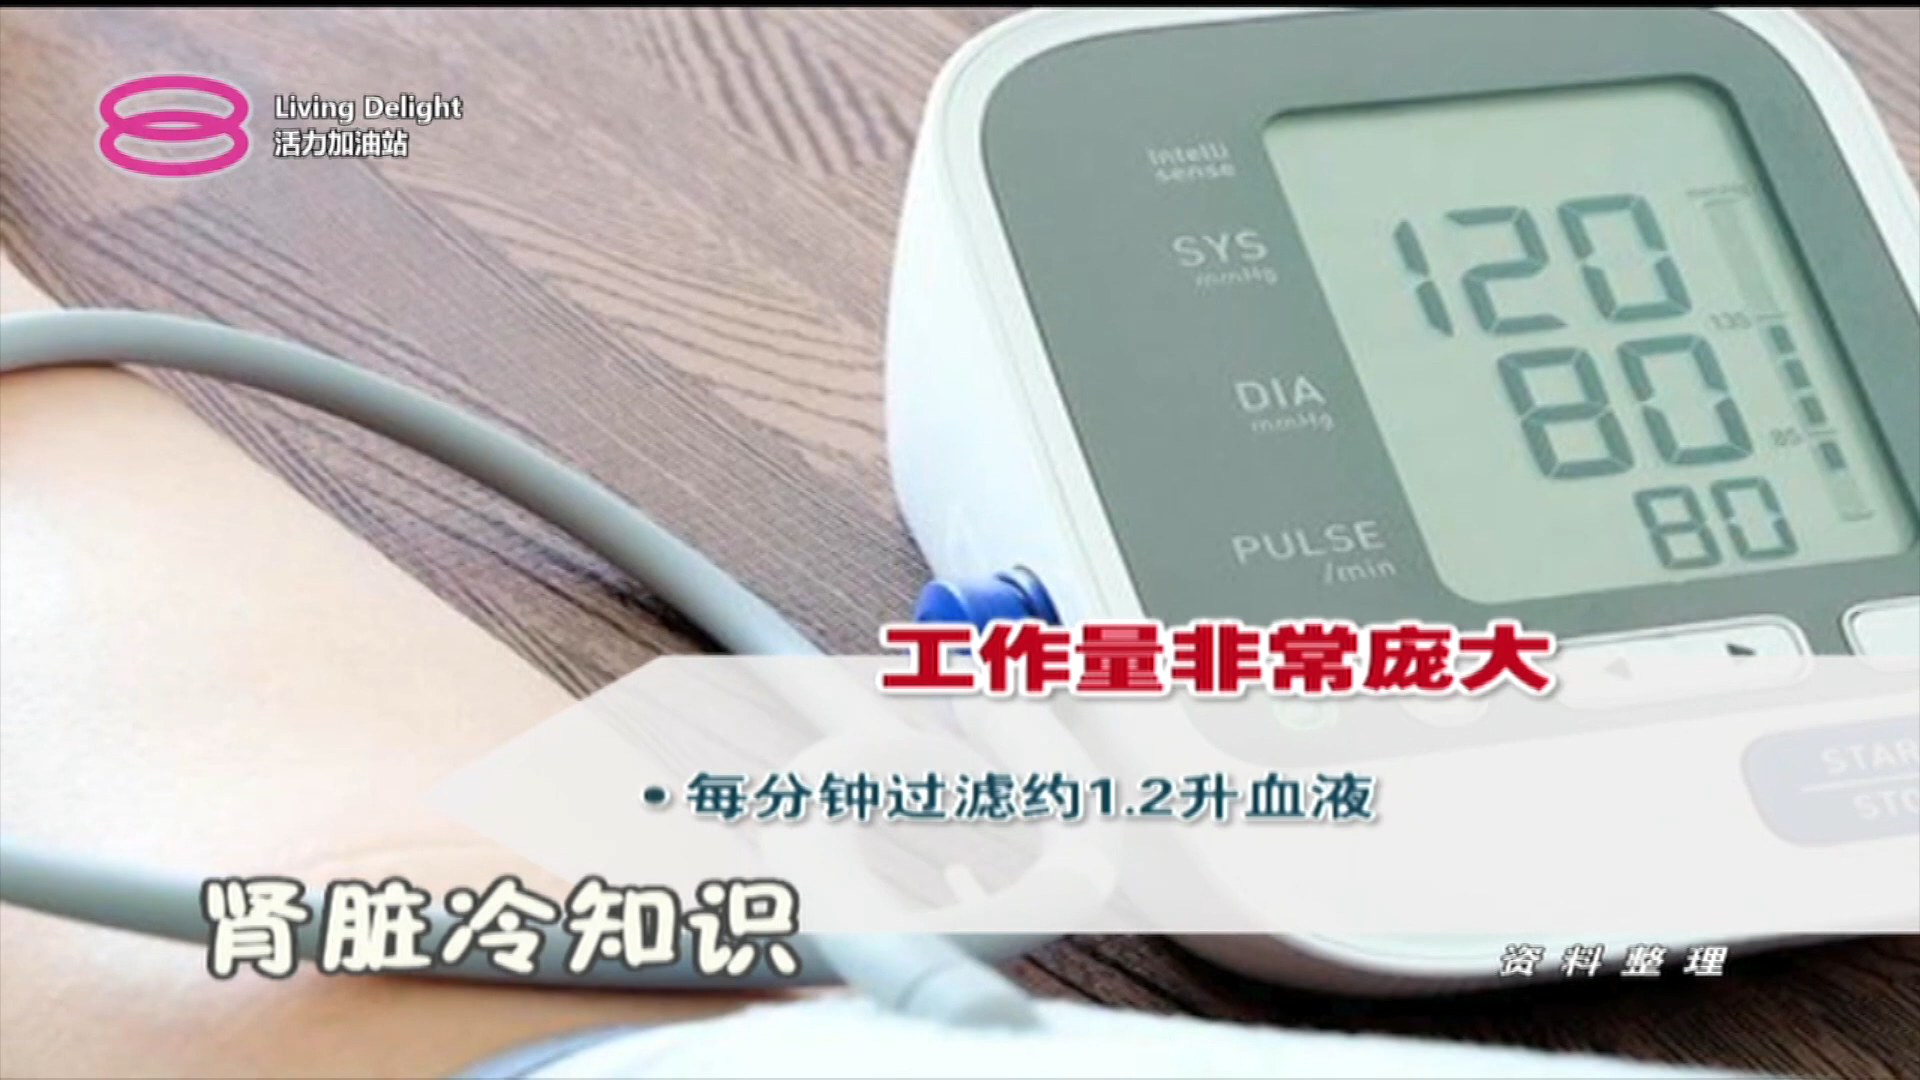 Living Delight
活力加油站
Intelli
sense
SYS
mmHg
120
135
DIA
mmHg
80
85
PULSE
/min
80
工作量非常庞大
• 每分钟过滤约1.2升血液
肾脏冷知识
资料整理